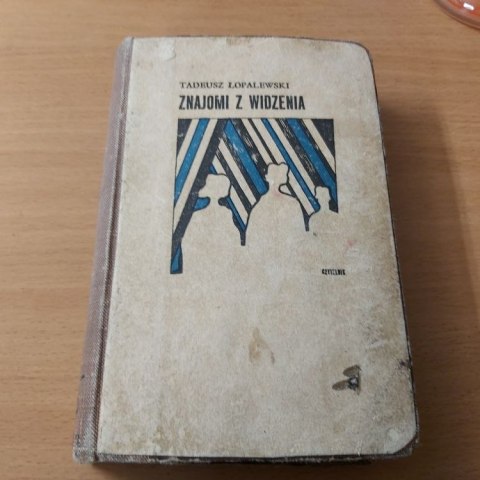 TADEUSZ ŁOPALEWSKI
ZNAJOMI Z WIDZENIA
CZYTELNIK